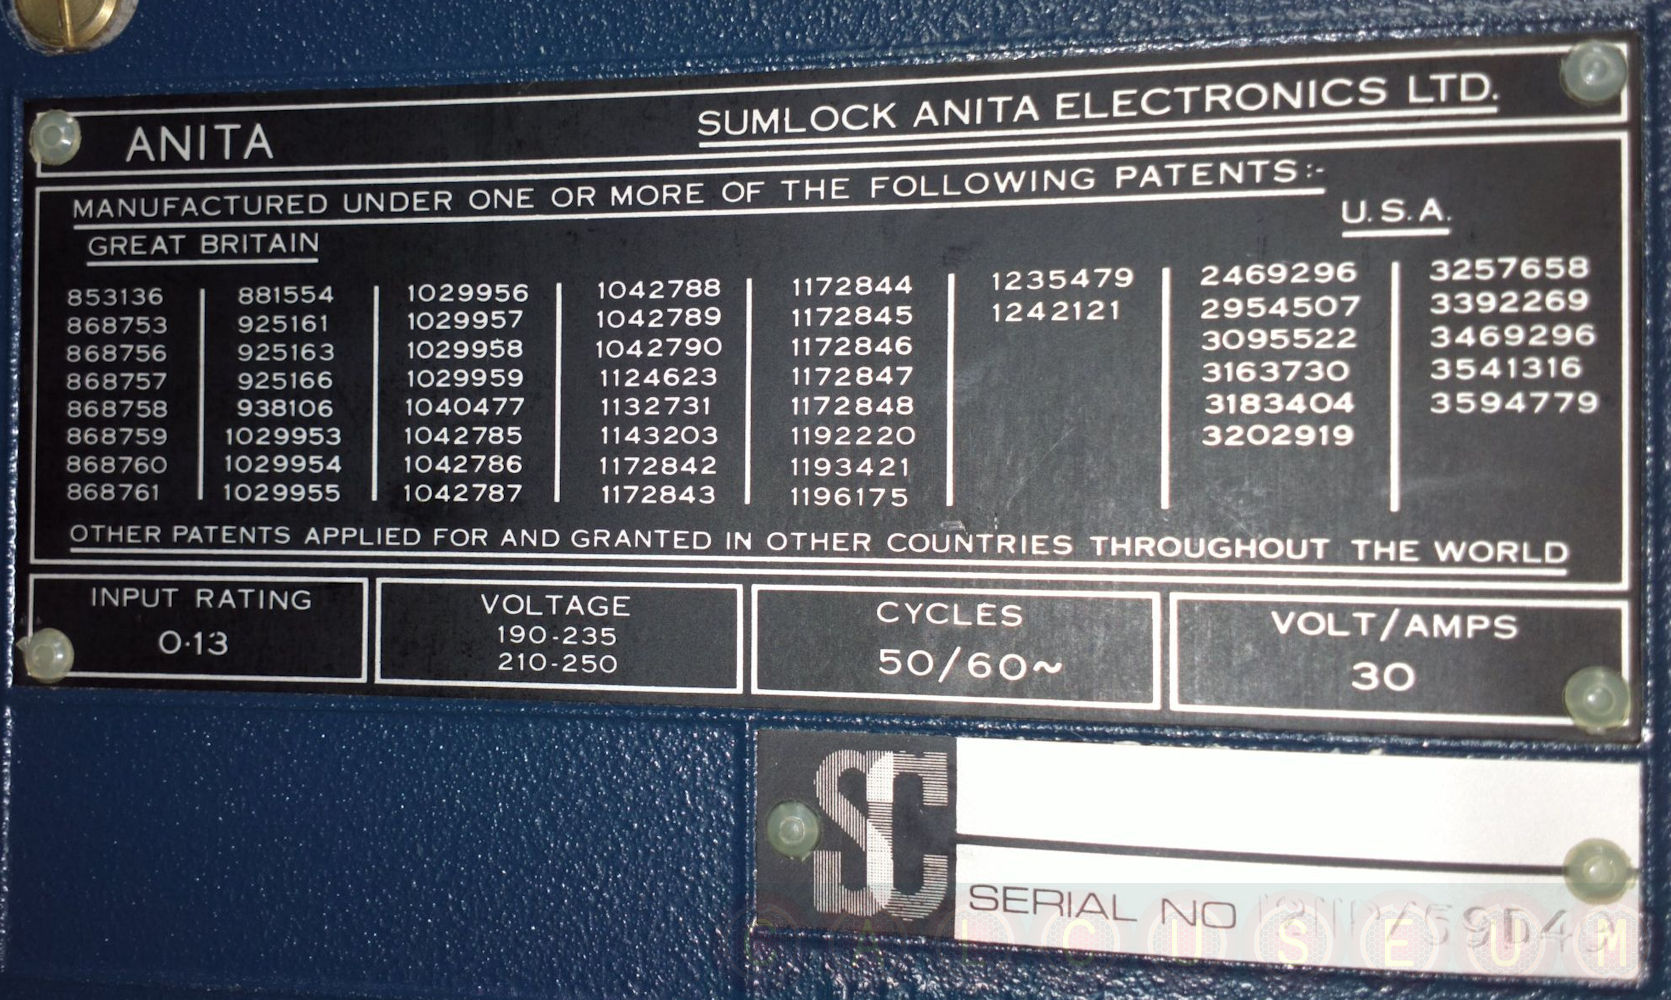 ANITA SUMLOCK ANITA ELECTRONICS LTD.
MANUFACTURED UNDER ONE OR MORE OF THE FOLLOWING PATENTS:-
GREAT BRITAIN U.S.A.
853136 881554 1029956 1042788 1172844 1235479 2469296 3257658
868753 925161 1029957 1042789 1172845 1242121 2954507 3392269
868756 925163 1029958 1042790 1172846 3095522 3469296
868757 925166 1029959 1124623 1172847 3163730 3541316
868758 938106 1040477 1132731 1172848 3183404 3594779
868759 1029953 1042785 1143203 1192220 3202919
868760 1029954 1042786 1172842 1193421
868761 1029955 1042787 1172843 1196175
OTHER PATENTS APPLIED FOR AND GRANTED IN OTHER COUNTRIES THROUGHOUT THE WORLD
INPUT RATING VOLTAGE CYCLES VOLT/AMPS
0·13 190-235 50/60~ 30
210-250
SC
SERIAL NO
CALCUSEUM